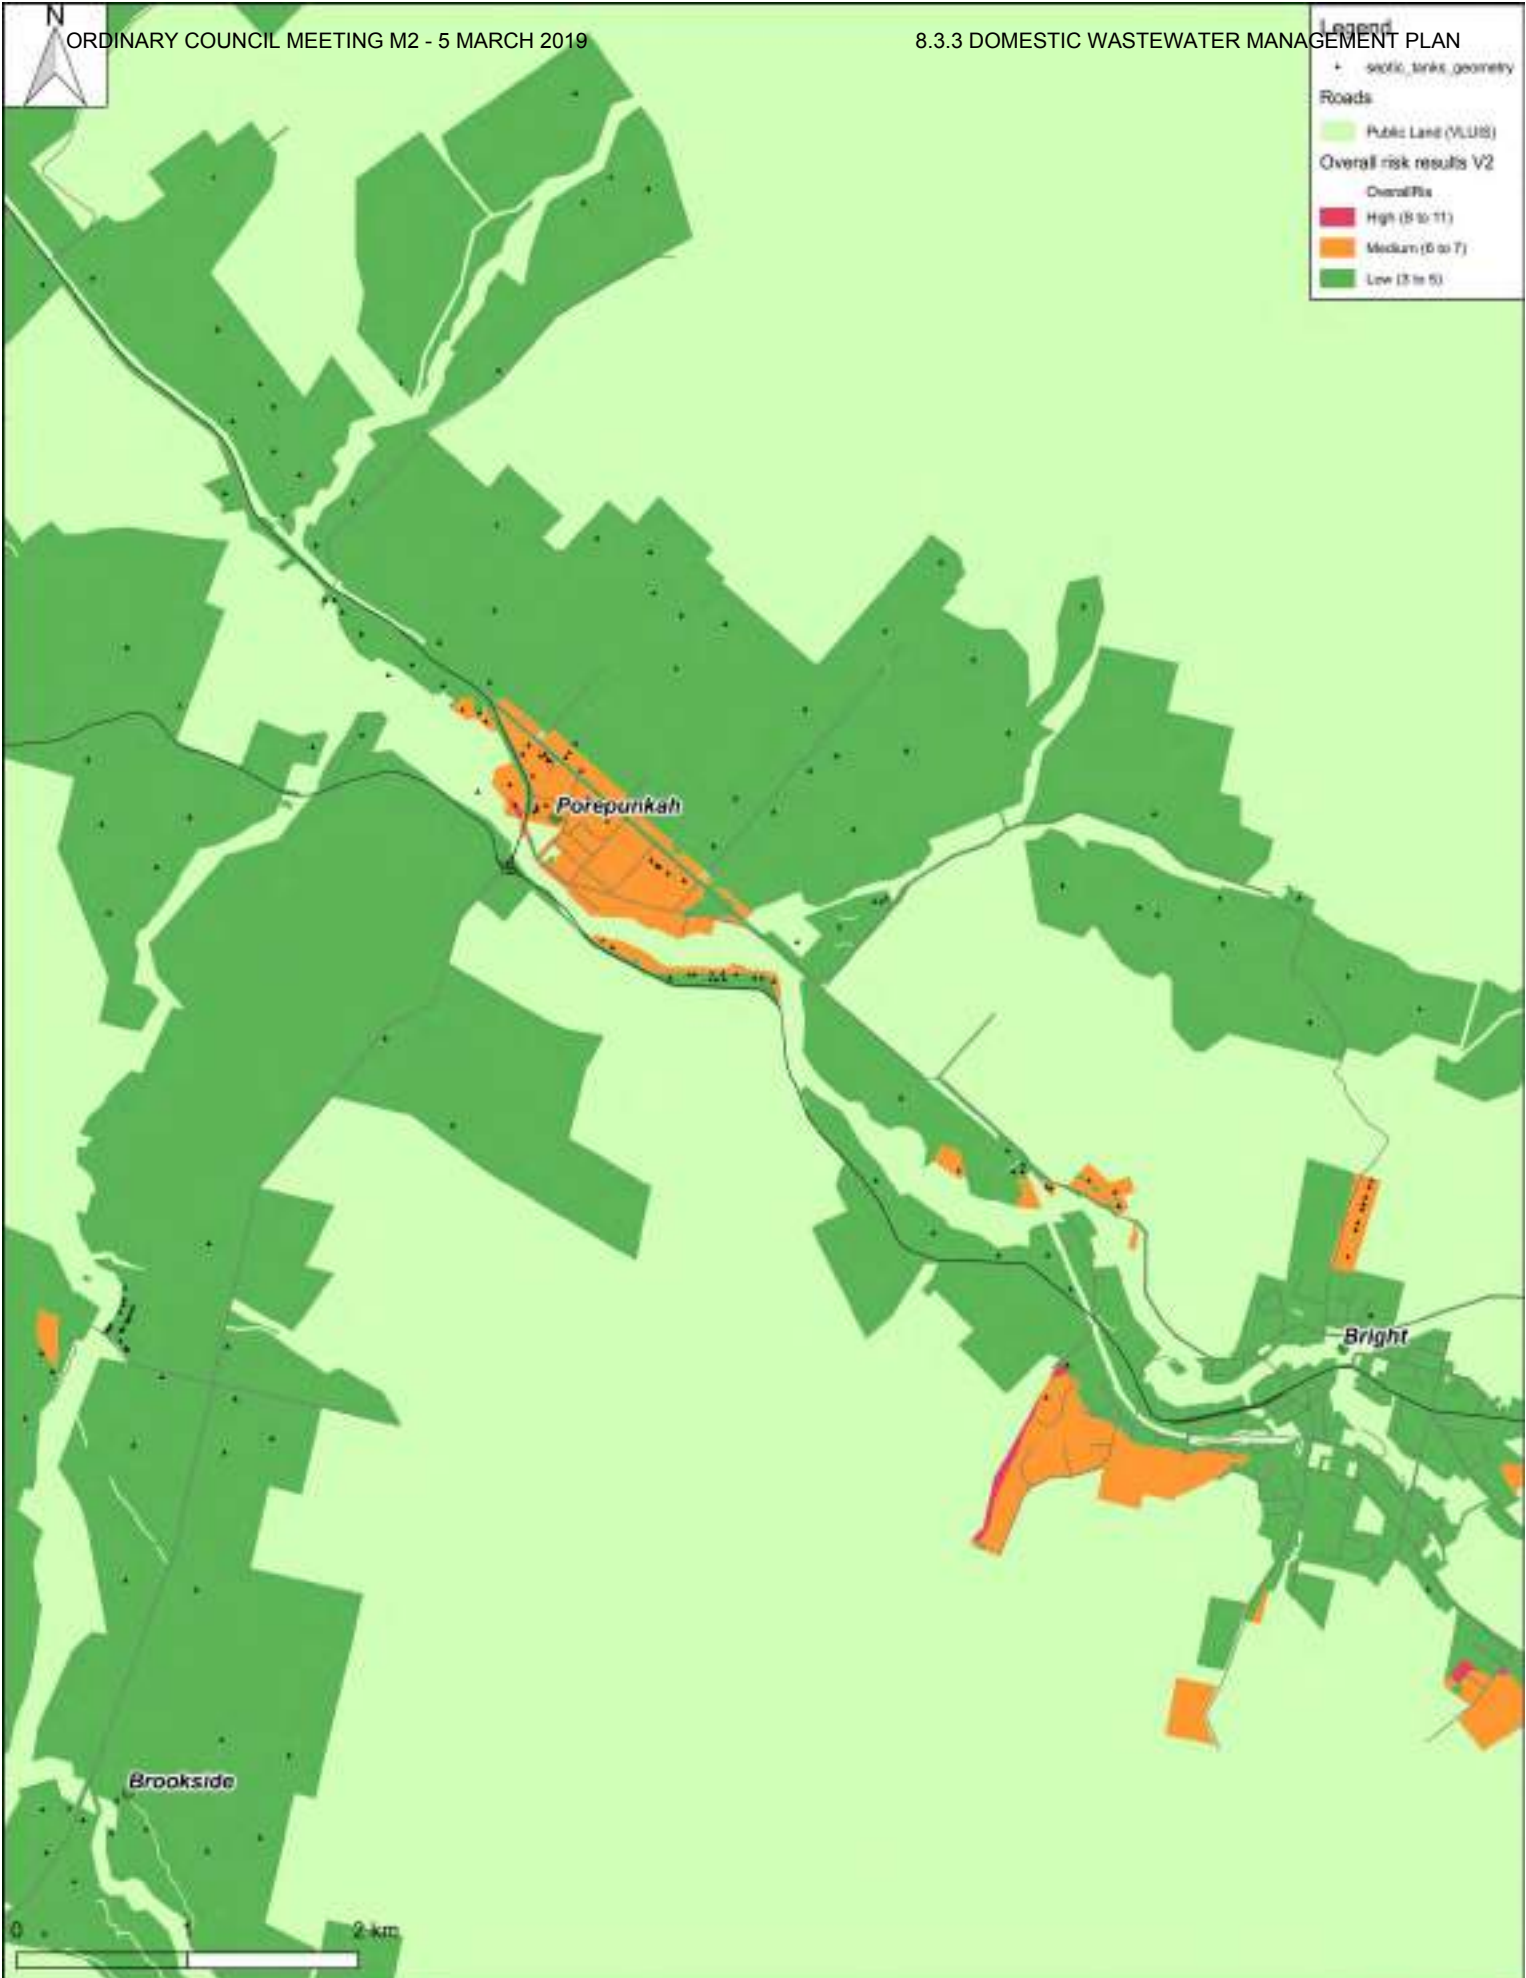 N
ORDINARY COUNCIL MEETING M2 - 5 MARCH 2019
8.3.3 DOMESTIC WASTEWATER MANAGEMENT PLAN
Legend
septic_tanks_geometry
Roads
Public Land (VLUIS)
Overall risk results V2
OverallRis
High (8 to 11)
Medium (6 to 7)
Low (3 to 5)
Porepunkah
Bright
Brookside
0 1 2 km